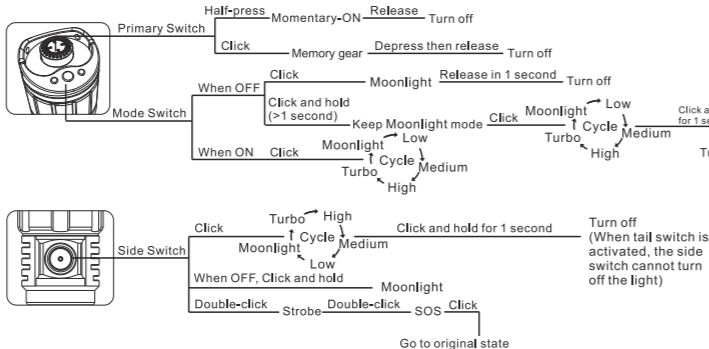 Half-press Momentary-ON Release Turn off
Primary Switch
Click Memory gear Depress then release Turn off
When OFF Click Moonlight Release in 1 second Turn off
Click and hold
(>1 second) Keep Moonlight mode Click Moonlight Low Medium High Turbo Cycle
Click a
for 1 se
Mode Switch
When ON Click Moonlight Low Medium High Turbo Cycle
Side Switch
Click Turbo High Medium Low Moonlight Cycle Click and hold for 1 second Turn off
(When tail switch is
activated, the side
switch cannot turn
off the light)
When OFF, Click and hold Moonlight
Double-click Strobe Double-click SOS Click
Go to original state